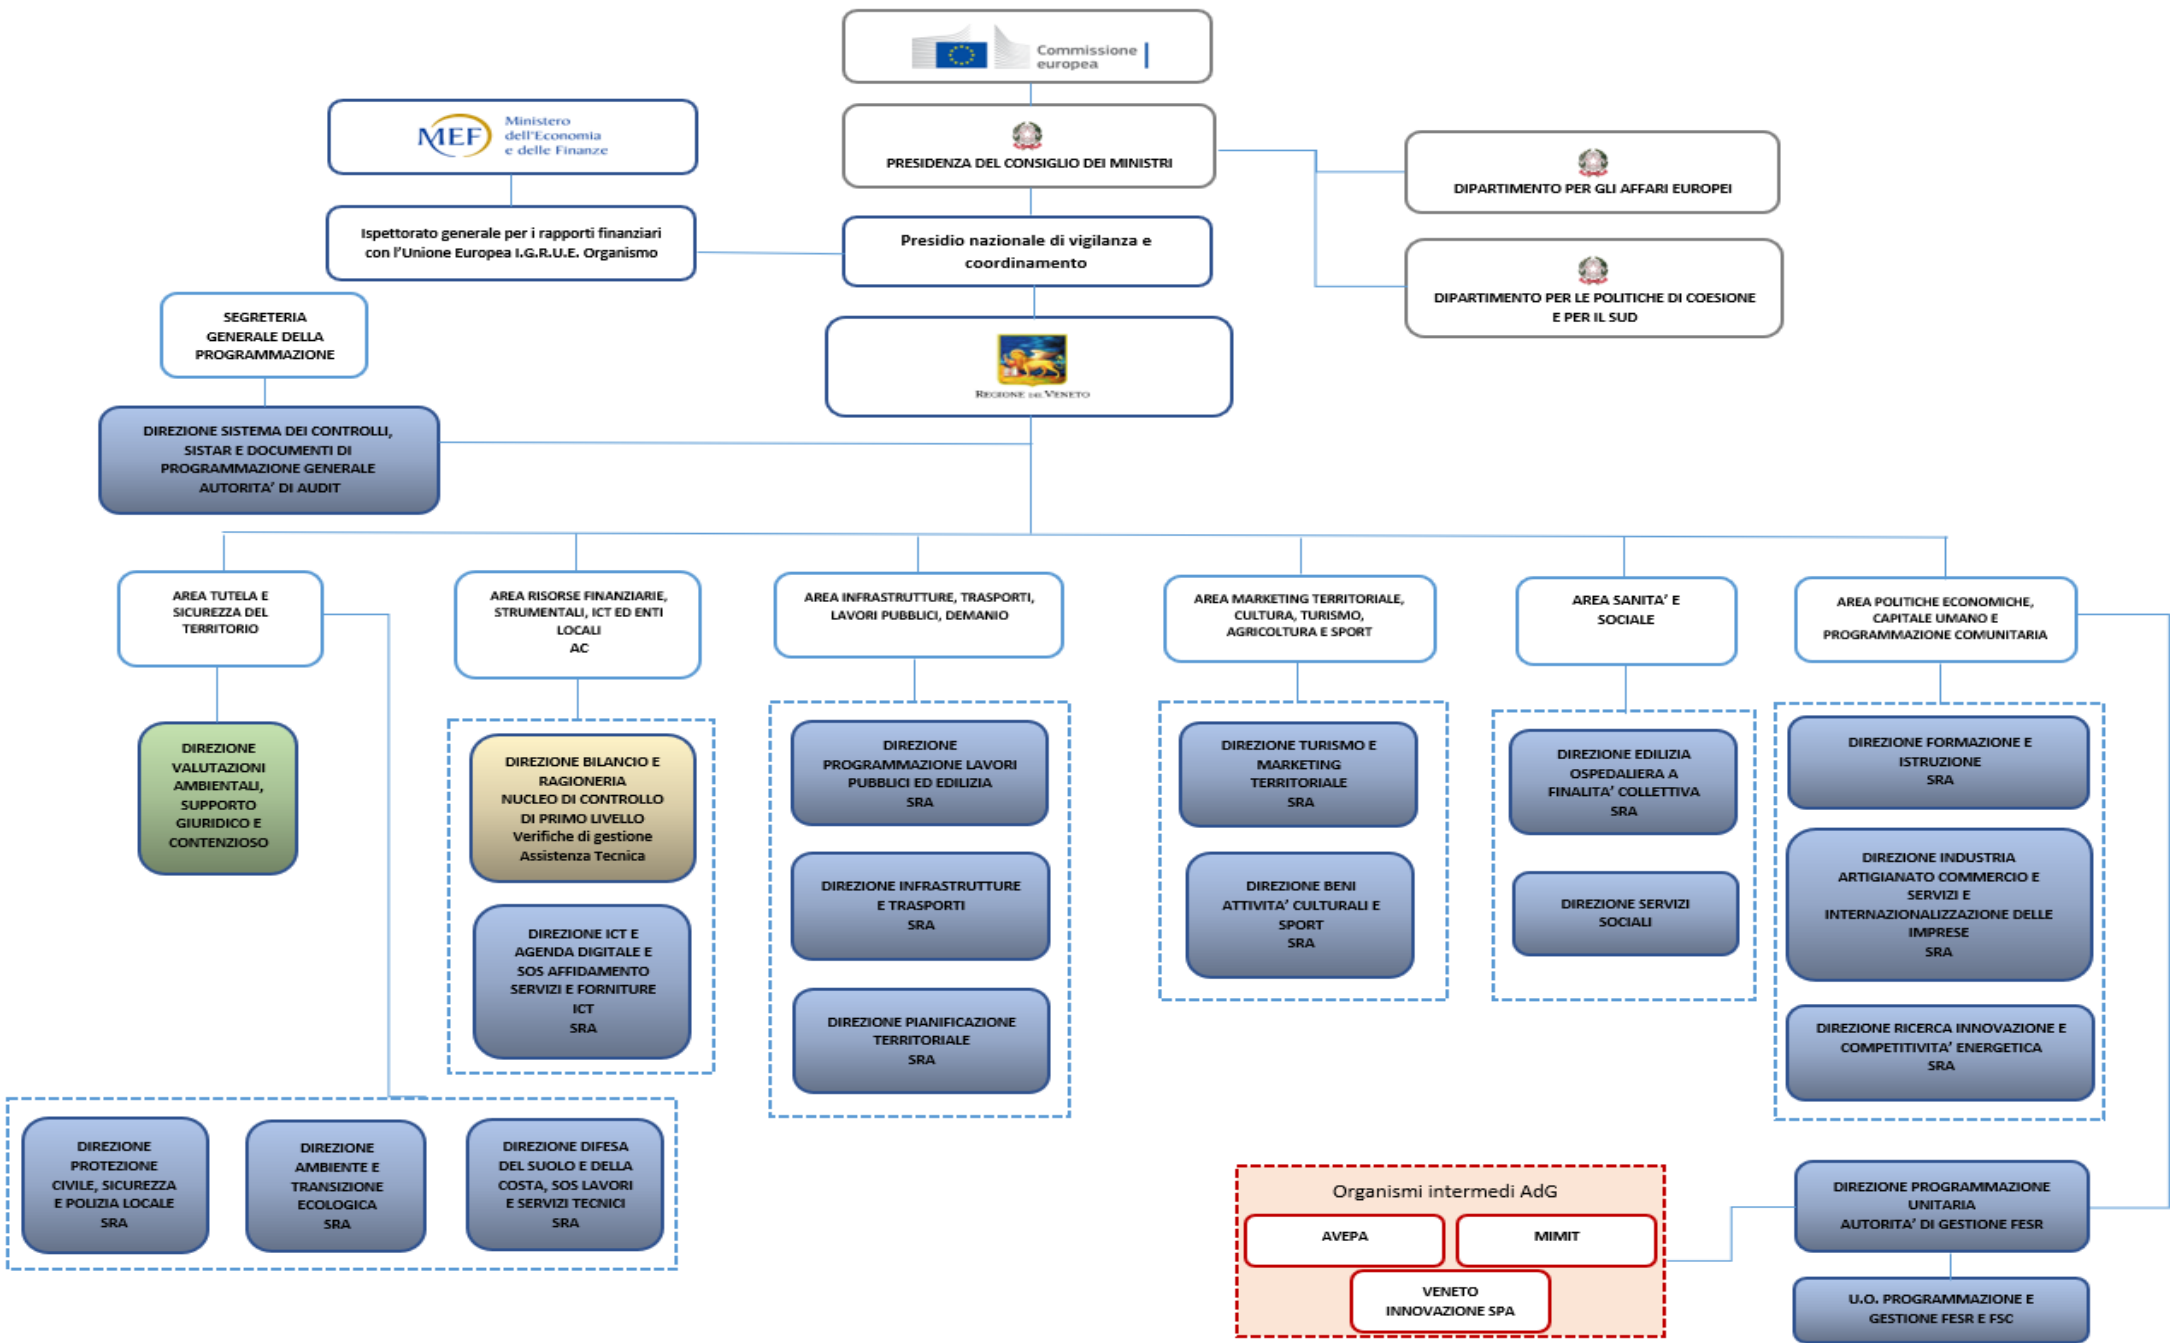 Commissione
europea
MEF
Ministero
dell'Economia
e delle Finanze
PRESIDENZA DEL CONSIGLIO DEI MINISTRI
DIPARTIMENTO PER GLI AFFARI EUROPEI
Ispettorato generale per i rapporti finanziari
con l'Unione Europea I.G.R.U.E. Organismo
Presidio nazionale di vigilanza e
coordinamento
DIPARTIMENTO PER LE POLITICHE DI COESIONE
E PER IL SUD
SEGRETERIA
GENERALE DELLA
PROGRAMMAZIONE
REGIONE DEL VENETO
DIREZIONE SISTEMA DEI CONTROLLI,
SISTAR E DOCUMENTI DI
PROGRAMMAZIONE GENERALE
AUTORITA' DI AUDIT
AREA TUTELA E
SICUREZZA DEL
TERRITORIO
AREA RISORSE FINANZIARIE,
STRUMENTALI, ICT ED ENTI
LOCALI
AC
AREA INFRASTRUTTURE, TRASPORTI,
LAVORI PUBBLICI, DEMANIO
AREA MARKETING TERRITORIALE,
CULTURA, TURISMO,
AGRICOLTURA E SPORT
AREA SANITA' E
SOCIALE
AREA POLITICHE ECONOMICHE,
CAPITALE UMANO E
PROGRAMMAZIONE COMUNITARIA
DIREZIONE
VALUTAZIONI
AMBIENTALI,
SUPPORTO
GIURIDICO E
CONTENZIOSO
DIREZIONE BILANCIO E
RAGIONERIA
NUCLEO DI CONTROLLO
DI PRIMO LIVELLO
Verifiche di gestione
Assistenza Tecnica
DIREZIONE ICT E
AGENDA DIGITALE E
SOS AFFIDAMENTO
SERVIZI E FORNITURE
ICT
SRA
DIREZIONE
PROGRAMMAZIONE LAVORI
PUBBLICI ED EDILIZIA
SRA
DIREZIONE INFRASTRUTTURE
E TRASPORTI
SRA
DIREZIONE PIANIFICAZIONE
TERRITORIALE
SRA
DIREZIONE TURISMO E
MARKETING
TERRITORIALE
SRA
DIREZIONE BENI
ATTIVITA' CULTURALI E
SPORT
SRA
DIREZIONE EDILIZIA
OSPEDALIERA A
FINALITA' COLLETTIVA
SRA
DIREZIONE SERVIZI
SOCIALI
DIREZIONE FORMAZIONE E
ISTRUZIONE
SRA
DIREZIONE INDUSTRIA
ARTIGIANATO COMMERCIO E
SERVIZI E
INTERNAZIONALIZZAZIONE DELLE
IMPRESE
SRA
DIREZIONE RICERCA INNOVAZIONE E
COMPETITIVITA' ENERGETICA
SRA
DIREZIONE
PROTEZIONE
CIVILE, SICUREZZA
E POLIZIA LOCALE
SRA
DIREZIONE
AMBIENTE E
TRANSIZIONE
ECOLOGICA
SRA
DIREZIONE DIFESA
DEL SUOLO E DELLA
COSTA, SOS LAVORI
E SERVIZI TECNICI
SRA
Organismi intermedi AdG
AVEPA
MIMIT
VENETO
INNOVAZIONE SPA
DIREZIONE PROGRAMMAZIONE
UNITARIA
AUTORITA' DI GESTIONE FESR
U.O. PROGRAMMAZIONE E
GESTIONE FESR E FSC